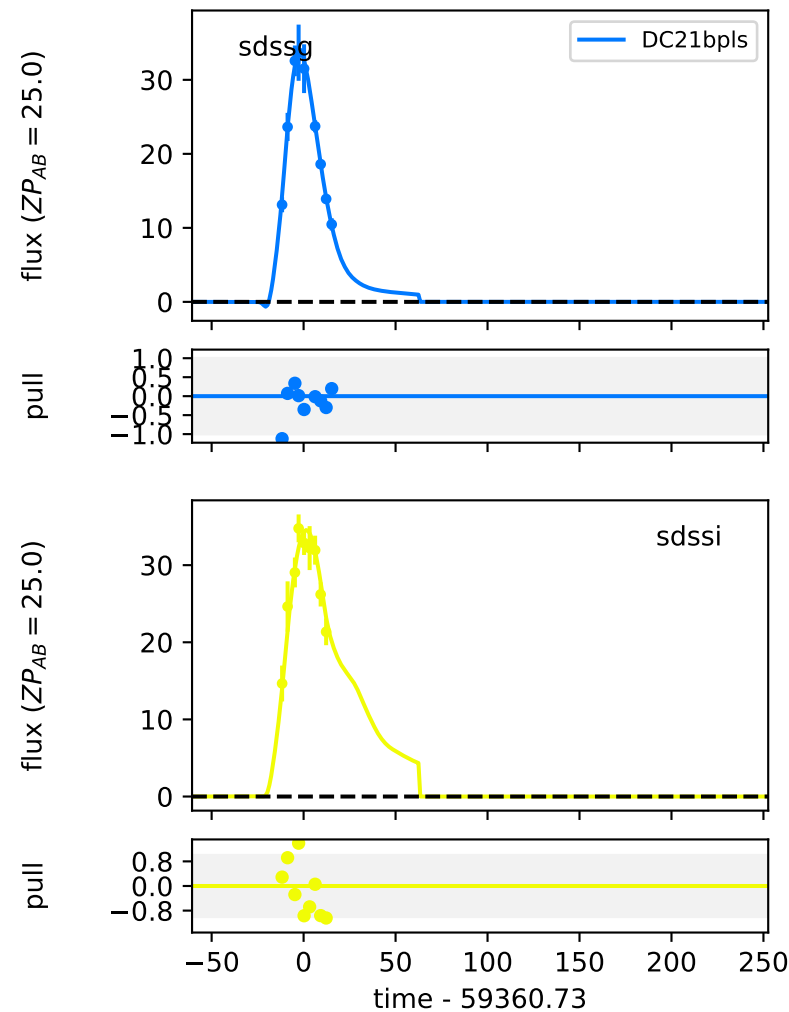 sdssg
DC21bpls
flux (ZP_AB = 25.0)
30
20
10
0
pull
1.0
0.5
0.0
−0.5
−1.0
sdssi
flux (ZP_AB = 25.0)
30
20
10
0
pull
0.8
0.0
−0.8
−50 0 50 100 150 200 250
time - 59360.73